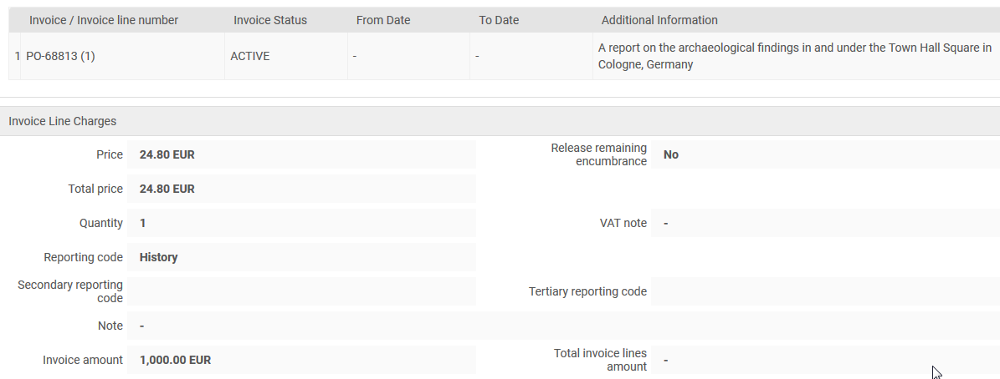 Invoice / Invoice line number Invoice Status From Date To Date Additional Information
1 PO-68813 (1) ACTIVE - - A report on the archaeological findings in and under the Town Hall Square in
Cologne, Germany
Invoice Line Charges
Price 24.80 EUR Release remaining
encumbrance No
Total price 24.80 EUR
Quantity 1 VAT note -
Reporting code History
Secondary reporting
code Tertiary reporting code
Note -
Invoice amount 1,000.00 EUR Total invoice lines
amount -